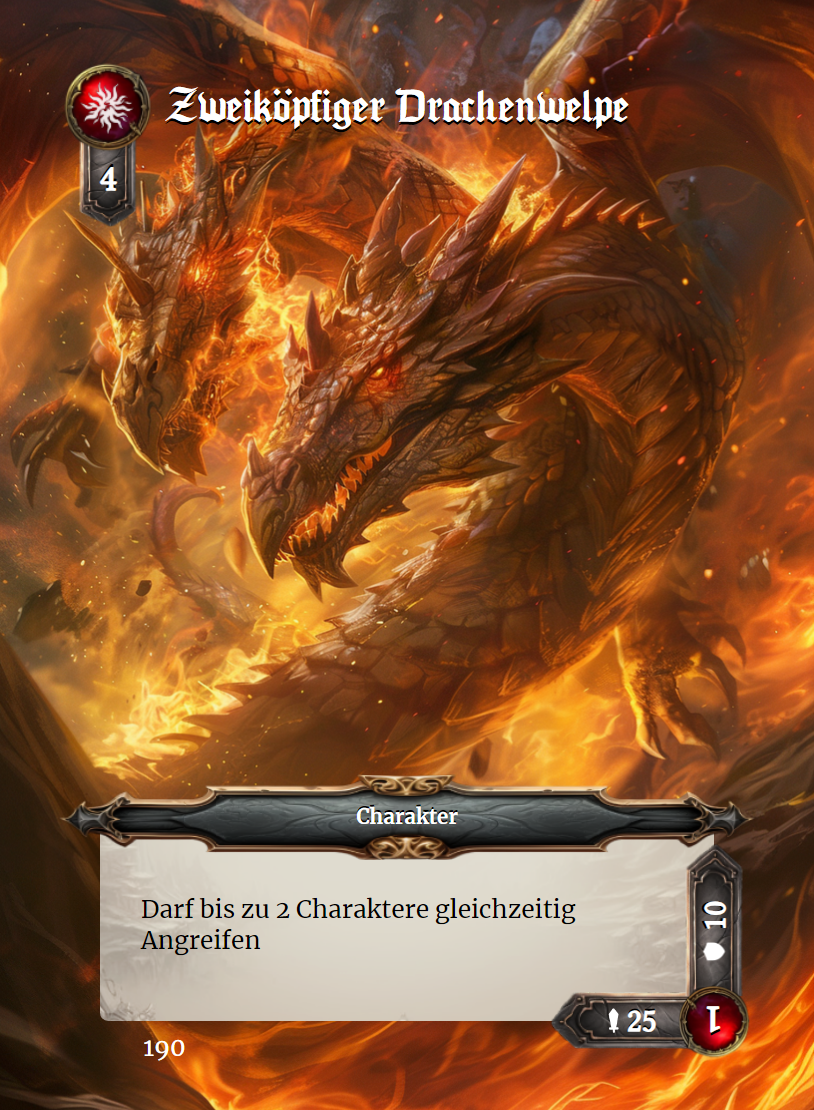 Zweiköpfiger Drachenwelpe
4
Charakter
Darf bis zu 2 Charaktere gleichzeitig
Angreifen
10
25
1
190